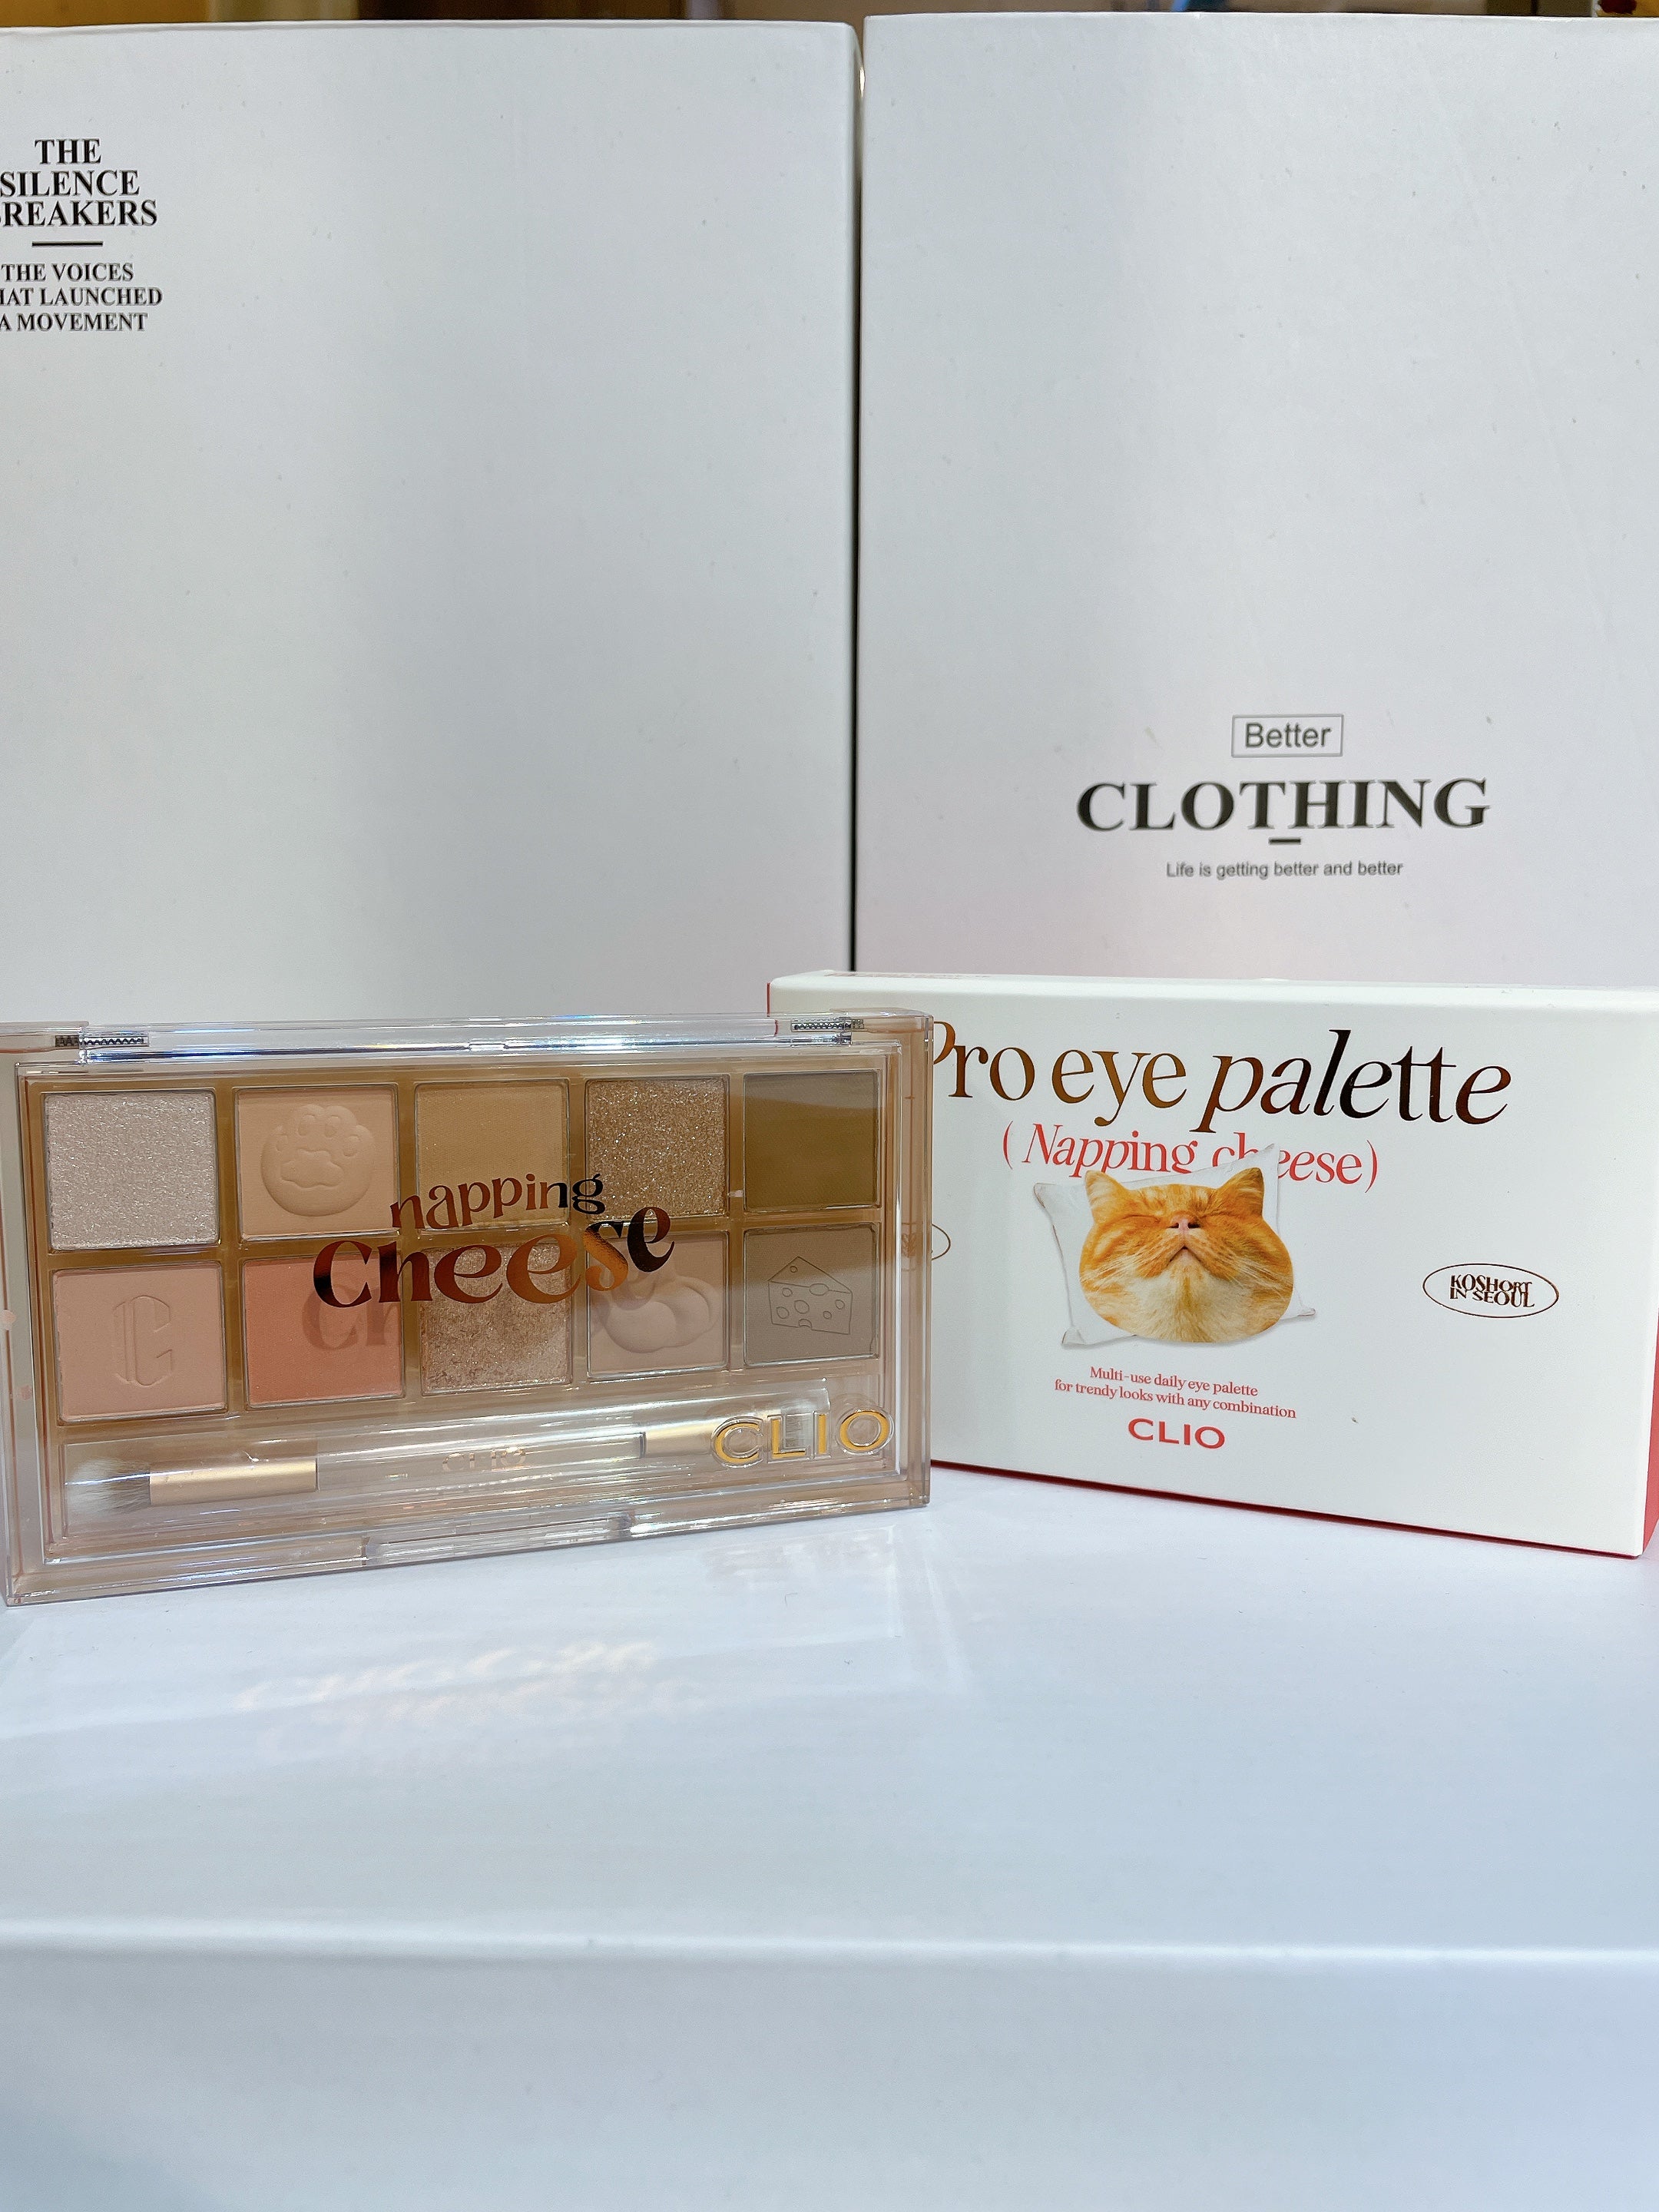 THE
SILENCE
BREAKERS
THE VOICES
THAT LAUNCHED
A MOVEMENT
Better
CLOTHING
Life is getting better and better
Pro eye palette
(Napping cheese)
KOSHORT
IN SEOUL
Multi-use daily eye palette
for trendy looks with any combination
CLIO
napping
cheese
CLIO
CLIO